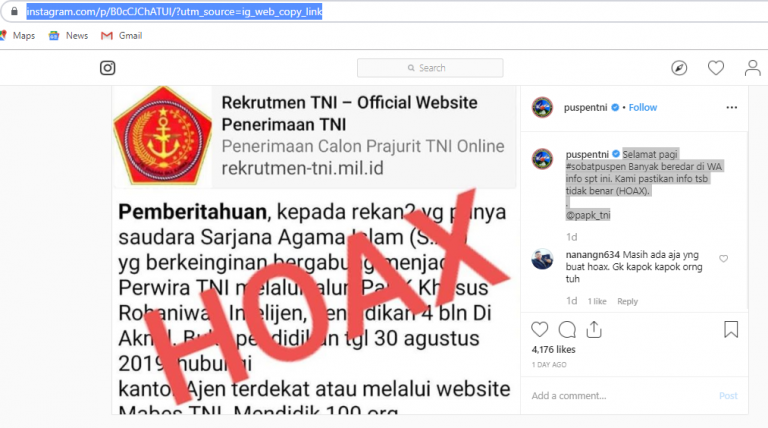 instagram.com/p/B0cCJChATUI/?utm_source=ig_web_copy_link
Maps
News
Gmail
Search
Rekrutmen TNI – Official Website
Penerimaan TNI
Penerimaan Calon Prajurit TNI Online
rekrutmen-tni.mil.id
Pemberitahuan, kepada rekan2 yg punya
saudara Sarjana Agama Islam
yg berkeinginan bergabung menjadi
Perwira TNI melalui jalur Khusus
Rohaniwan Intelijen, Pendidikan 4 bln Di
pendidikan tgl 30 agustus
2019 hubungi
kantor Ajen terdekat atau melalui website
Mabes TNI. Mendidik 100 org
HOAX
puspentni • Follow
puspentni Selamat pagi
#sobatpuspen Banyak beredar di WA
info spt ini. Kami pastikan info tsb
tidak benar (HOAX).
.
@papk_tni
1d
nanangn634 Masih ada aja yng
buat hoax. Gk kapok kapok orng
tuh
1d 1 like Reply
4,176 likes
1 DAY AGO
Add a comment... Post